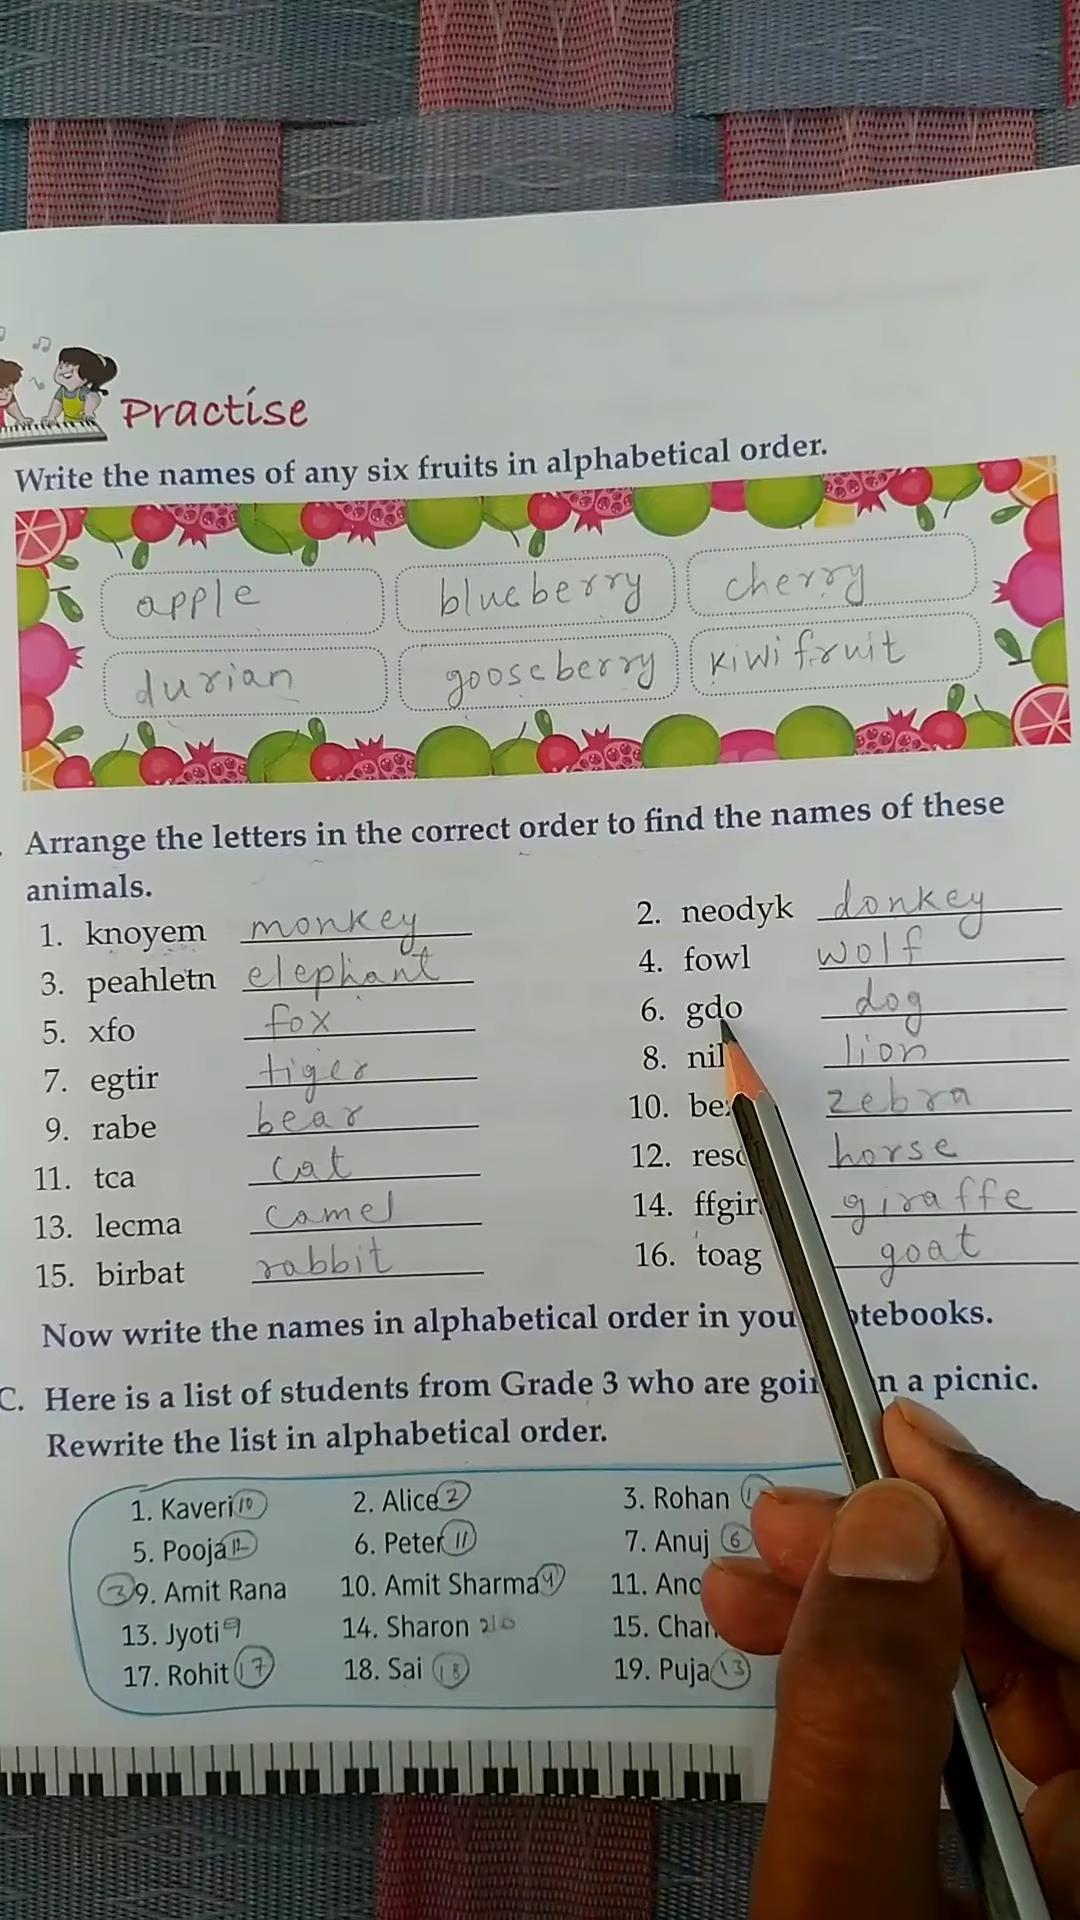 Practise
Write the names of any six fruits in alphabetical order.
apple blueberry cherry
durian gooseberry kiwifruit
Arrange the letters in the correct order to find the names of these
animals.
1. knoyem monkey 2. neodyk donkey
3. peahletn elephant 4. fowl wolf
5. xfo fox 6. gdo dog
7. egtir tiger 8. nil lion
9. rabe bear 10. zebra
11. tca cat 12. horse
13. lecma camel 14. giraffe
15. birbat rabbit 16. toag goat
Now write the names in alphabetical order in
C. Here is a list of students from Grade 3 who are a picnic.
Rewrite the list in alphabetical order.
1. Kaveri 10 2. Alice 2 3. Rohan
5. Pooja 12 6. Peter 11 7. Anuj 6
3 9. Amit Rana 10. Amit Sharma 4 11.
13. Jyoti 9 14. Sharon 20 15.
17. Rohit 17 18. Sai 18 19. Puja 13